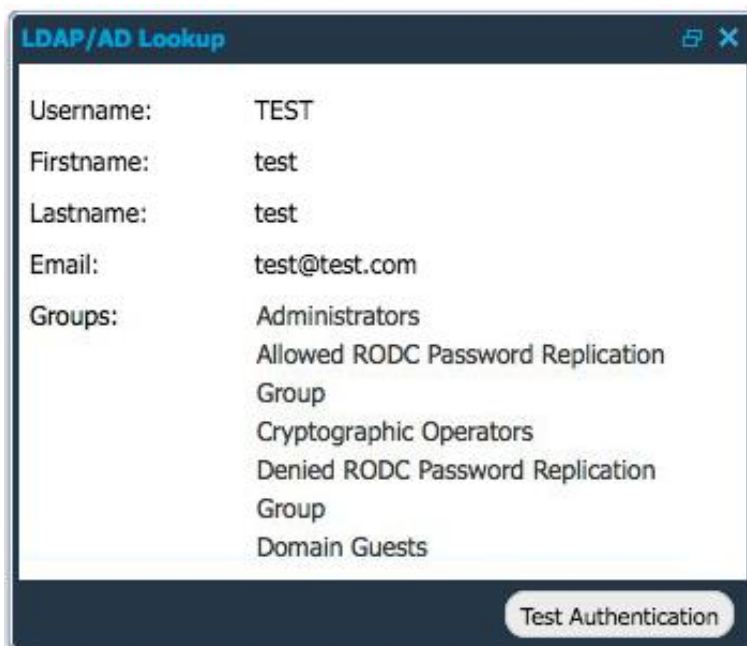 LDAP/AD Lookup
Username: TEST
Firstname: test
Lastname: test
Email: test@test.com
Groups: Administrators
Allowed RODC Password Replication
Group
Cryptographic Operators
Denied RODC Password Replication
Group
Domain Guests
Test Authentication